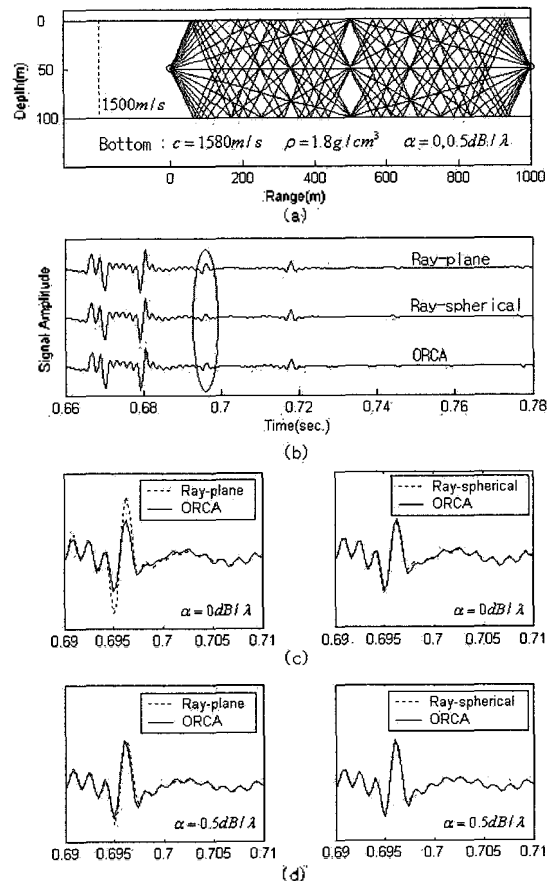 0
50
100
Depth(m)
1500m/s
Bottom : c = 1580m/s ρ = 1.8g/cm³ α = 0,0.5dB/λ
0 200 400 600 800 1000
Range(m)
(a)
Signal Amplitude
Ray-plane
Ray-spherical
ORCA
0.66 0.68 0.7 0.72 0.74 0.76 0.78
Time(sec.)
(b)
Ray-plane
ORCA
α = 0dB/λ
0.69 0.695 0.7 0.705 0.71
Ray-spherical
ORCA
α = 0dB/λ
0.69 0.695 0.7 0.705 0.71
(c)
Ray-plane
ORCA
α = 0.5dB/λ
0.69 0.695 0.7 0.705 0.71
Ray-spherical
ORCA
α = 0.5dB/λ
0.69 0.695 0.7 0.705 0.71
(d)